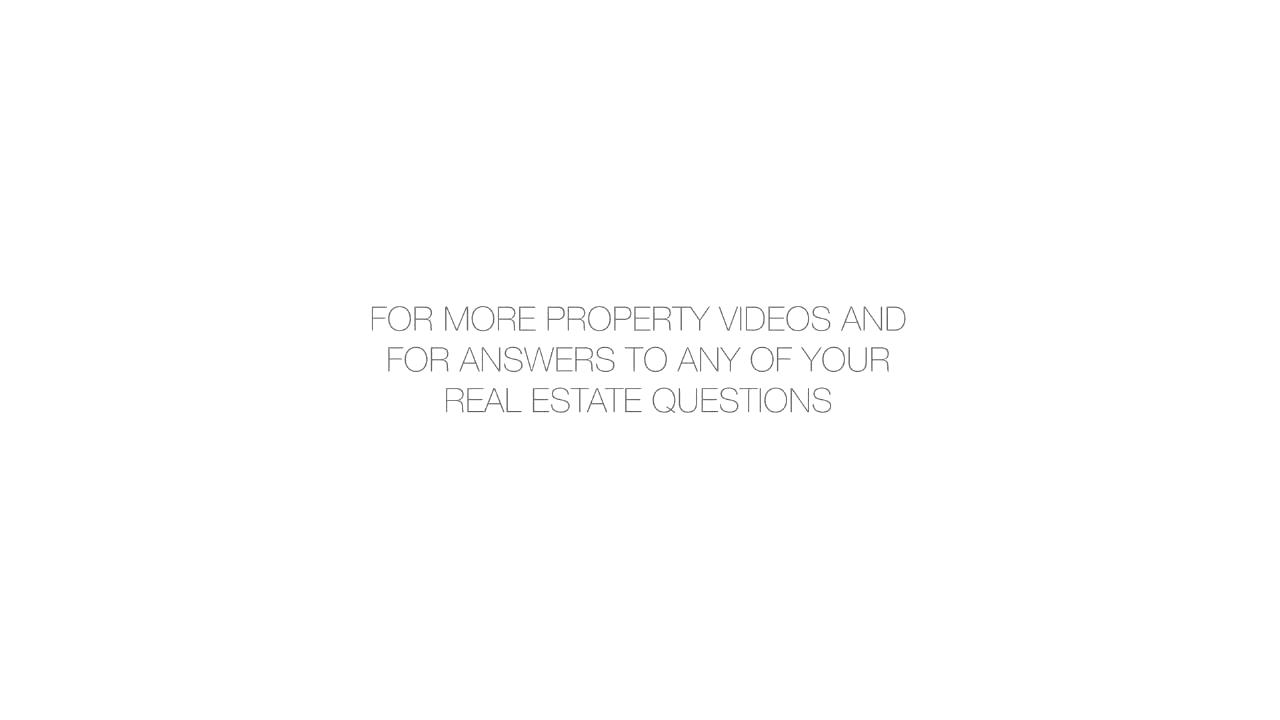 FOR MORE PROPERTY VIDEOS AND
FOR ANSWERS TO ANY OF YOUR
REAL ESTATE QUESTIONS